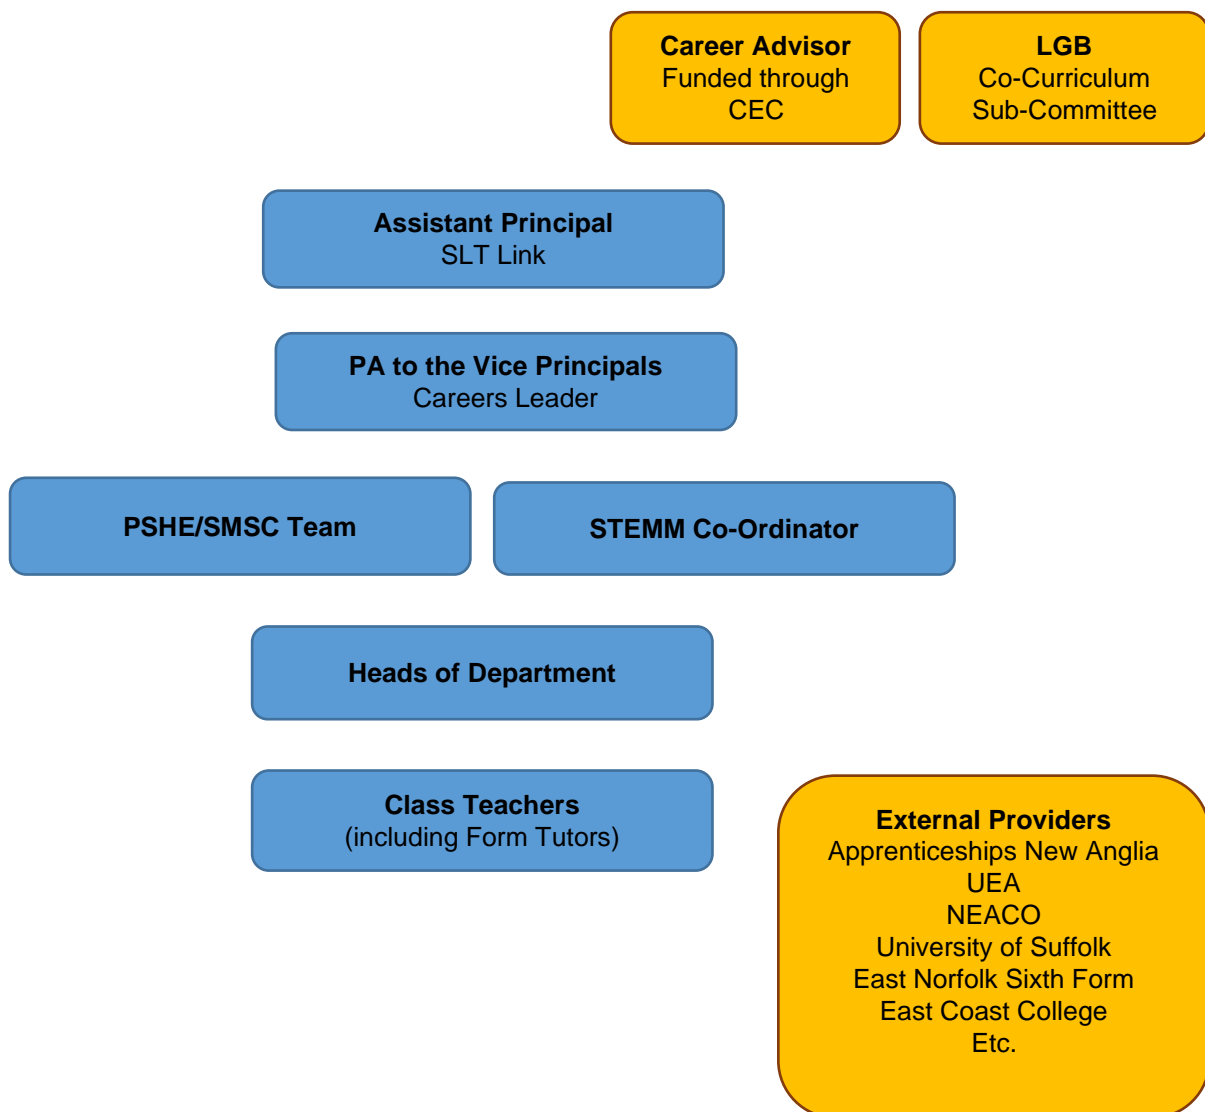 Career Advisor
Funded through
CEC
LGB
Co-Curriculum
Sub-Committee
Assistant Principal
SLT Link
PA to the Vice Principals
Careers Leader
PSHE/SMSC Team
STEMM Co-Ordinator
Heads of Department
Class Teachers
(including Form Tutors)
External Providers
Apprenticeships New Anglia
UEA
NEACO
University of Suffolk
East Norfolk Sixth Form
East Coast College
Etc.